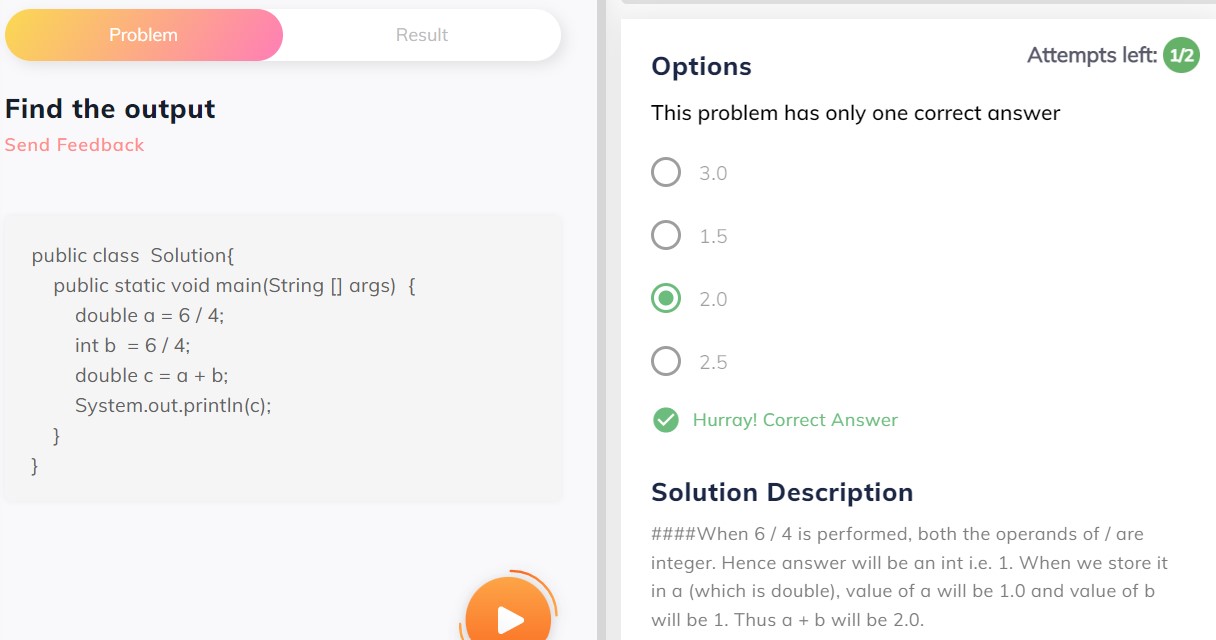 Problem
Result
Find the output
Send Feedback
public class  Solution{
    public static void main(String [] args)  {
        double a = 6 / 4;
        int b  = 6 / 4;
        double c = a + b;
        System.out.println(c);
    }
}
Attempts left: 1/2
Options
This problem has only one correct answer
3.0
1.5
2.0
2.5
Hurray! Correct Answer
Solution Description
####When 6 / 4 is performed, both the operands of / are
integer. Hence answer will be an int i.e. 1. When we store it
in a (which is double), value of a will be 1.0 and value of b
will be 1. Thus a + b will be 2.0.